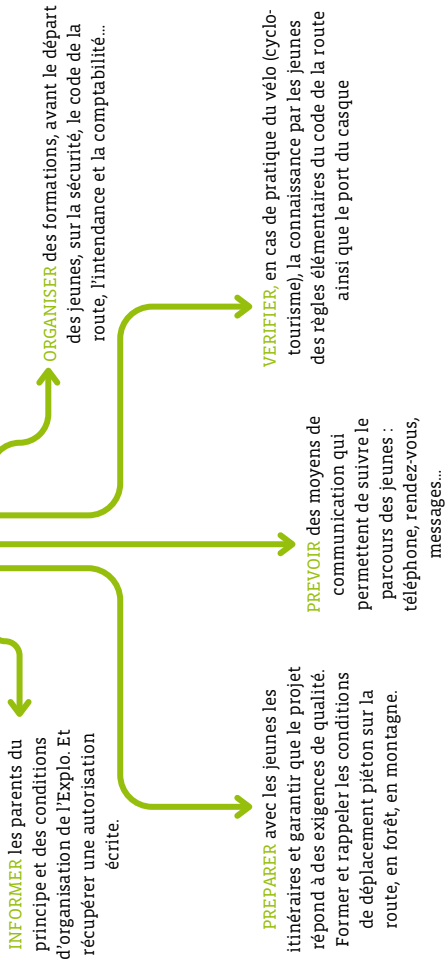 INFORMER les parents du
principe et des conditions
d'organisation de l'Explo. Et
récupérer une autorisation
écrite.
ORGANISER des formations, avant le départ
des jeunes, sur la sécurité, le code de la
route, l'intendance et la comptabilité...
PREPARER avec les jeunes les
itinéraires et garantir que le projet
répond à des exigences de qualité.
Former et rappeler les conditions
de déplacement piéton sur la
route, en forêt, en montagne.
PREVOIR des moyens de
communication qui
permettent de suivre le
parcours des jeunes :
téléphone, rendez-vous,
messages...
VERIFIER, en cas de pratique du vélo (cyclo-
tourisme), la connaissance par les jeunes
des règles élémentaires du code de la route
ainsi que le port du casque